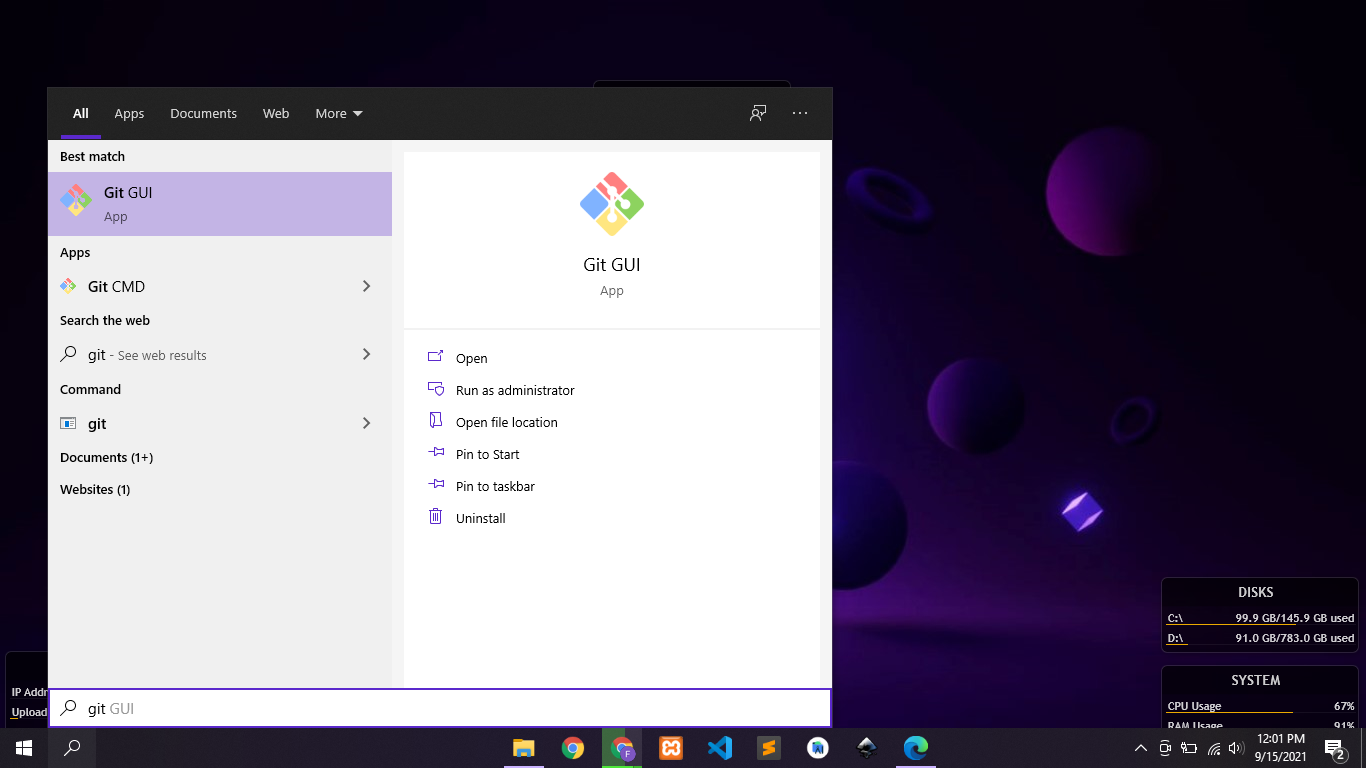 All Apps Documents Web More
Best match
Git GUI
App
Apps
Git CMD
Search the web
git - See web results
Command
git
Documents (1+)
Websites (1)
Git GUI
App
Open
Run as administrator
Open file location
Pin to Start
Pin to taskbar
Uninstall
git GUI
IP Addr
Upload
DISKS
C:\ 99.9 GB/145.9 GB used
D:\ 91.0 GB/783.0 GB used
SYSTEM
CPU Usage 67%
RAM Usage 91%
F
12:01 PM
9/15/2021
2